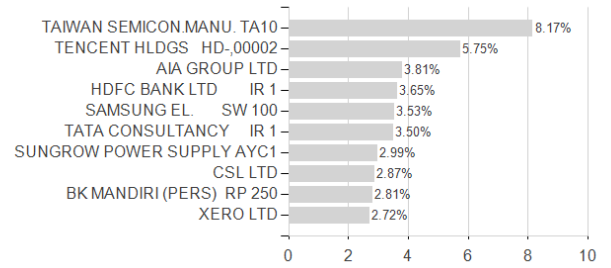 TAIWAN SEMICON.MANU. TA10 8.17%
TENCENT HLDGS HD-,00002 5.75%
AIA GROUP LTD 3.81%
HDFC BANK LTD IR 1 3.65%
SAMSUNG EL. SW 100 3.53%
TATA CONSULTANCY IR 1 3.50%
SUNGROW POWER SUPPLY AYC1 2.99%
CSL LTD 2.87%
BK MANDIRI (PERS) RP 250 2.81%
XERO LTD 2.72%
0 2 4 6 8 10